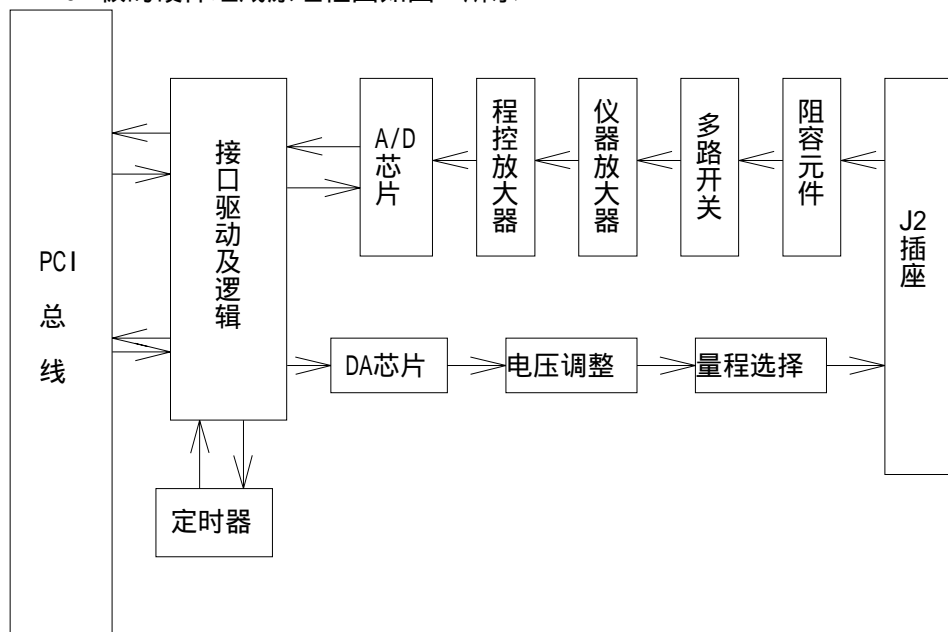 PCI
总
线
接口驱动及逻辑
A/D
芯片
程控放大器
仪器放大器
多路开关
阻容元件
J2
插座
DA芯片
电压调整
量程选择
定时器